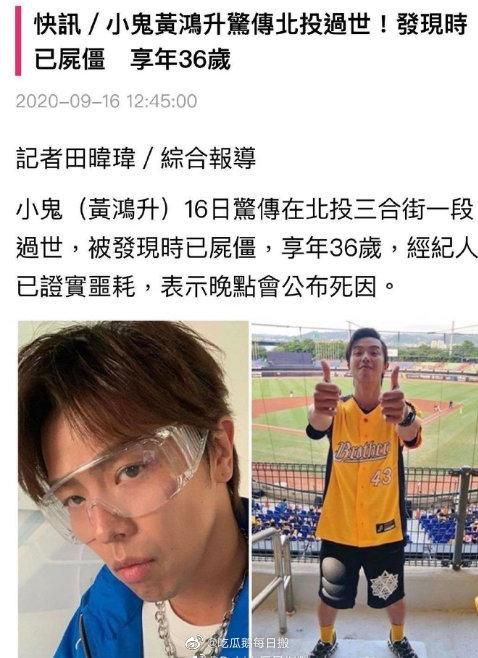 快訊／小鬼黃鴻升驚傳北投過世！發現時
已屍僵　享年36歲
2020-09-16 12:45:00
記者田暐瑋／綜合報導
小鬼（黃鴻升）16日驚傳在北投三合街一段
過世，被發現時已屍僵，享年36歲，經紀人
已證實噩耗，表示晚點會公布死因。
Brother
43
@吃瓜鹅每日搬